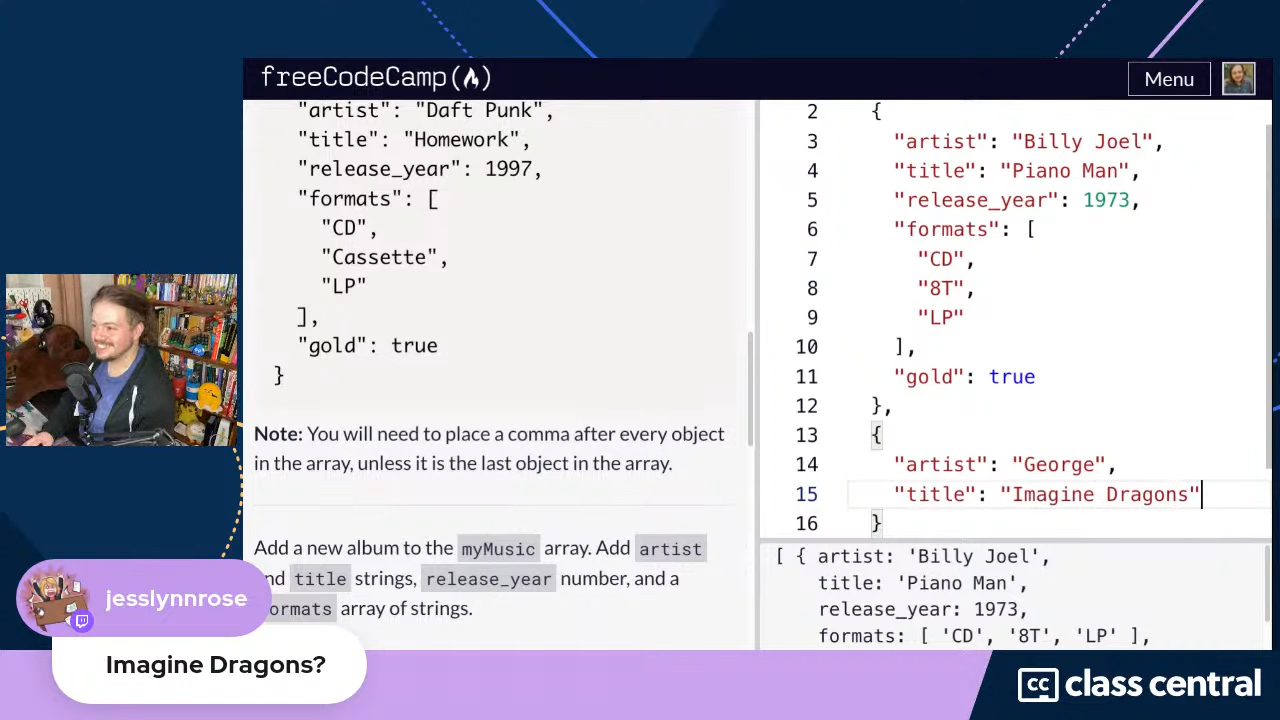 freeCodeCamp
Menu
"artist": "Daft Punk",
"title": "Homework",
"release_year": 1997,
"formats": [
"CD",
"Cassette",
"LP"
],
"gold": true
}
Note: You will need to place a comma after every object
in the array, unless it is the last object in the array.
Add a new album to the myMusic array. Add artist
title strings, release_year number, and a
array of strings.
2 {
3 "artist": "Billy Joel",
4 "title": "Piano Man",
5 "release_year": 1973,
6 "formats": [
7 "CD",
8 "8T",
9 "LP"
10 ],
11 "gold": true
12 },
13 {
14 "artist": "George",
15 "title": "Imagine Dragons"
16 }
[ { artist: 'Billy Joel',
title: 'Piano Man',
release_year: 1973,
formats: [ 'CD', '8T', 'LP' ],
jesslynnrose
Imagine Dragons?
cc class central